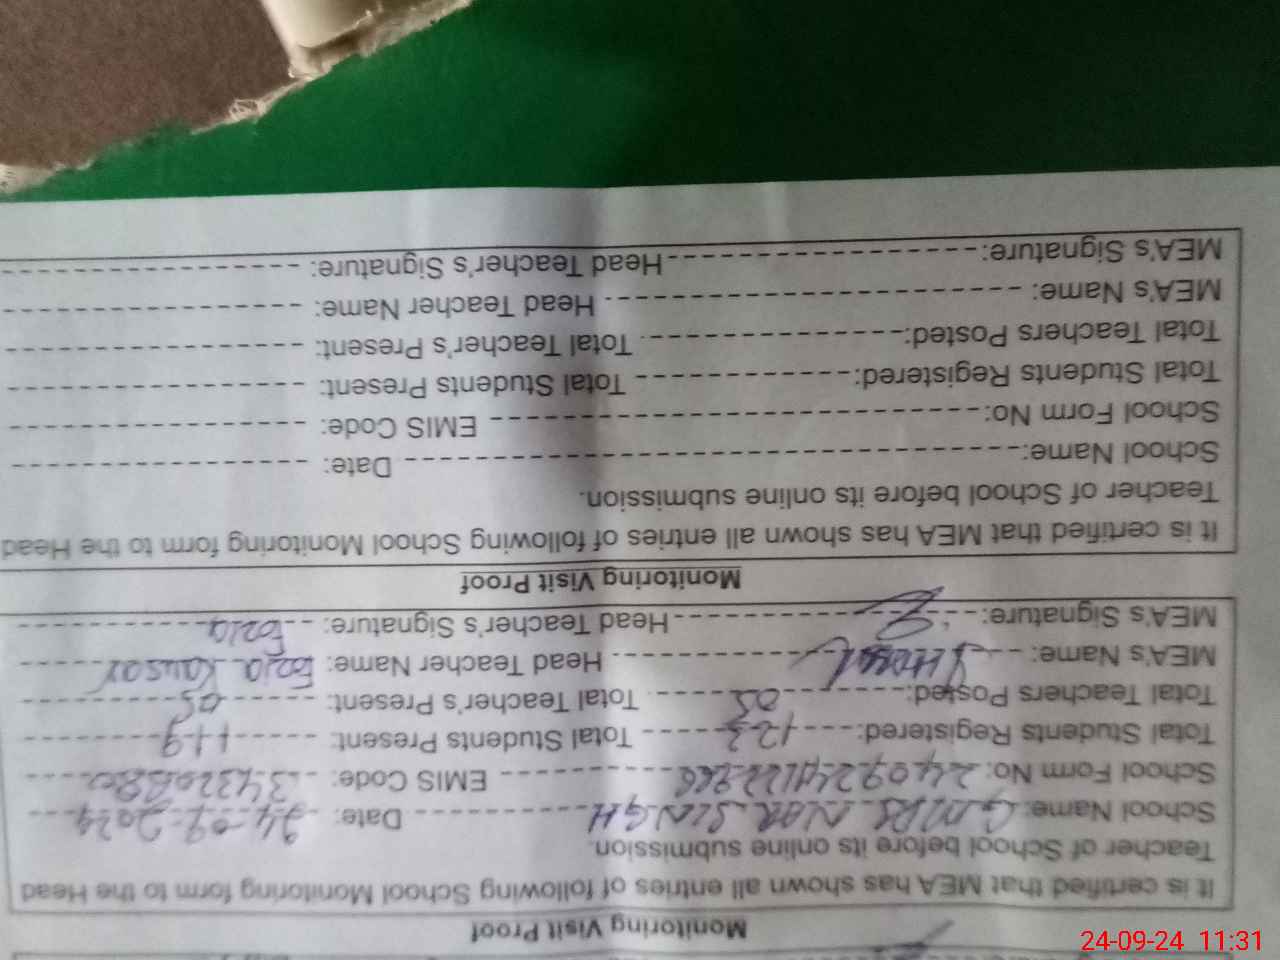 Monitoring Visit Proof
It is certified that MEA has shown all entries of following School Monitoring School form to the Head
Teacher of School before its online submission.
School Name: GMPS NAR SINGH Date: 24-09-2024
School Form No: EMIS Code:
Total Students Registered: 123 Total Students Present: 119
Total Teachers Posted: 05 Total Teacher's Present: 05
MEA's Name: Head Teacher Name: Fozia Kausar
MEA's Signature: Head Teacher's Signature: Fozia
Monitoring Visit Proof
It is certified that MEA has shown all entries of following School Monitoring School form to the Head
Teacher of School before its online submission.
School Name: Date:
School Form No: EMIS Code:
Total Students Registered: Total Students Present:
Total Teachers Posted: Total Teacher's Present:
MEA's Name: Head Teacher Name:
MEA's Signature: Head Teacher's Signature:
24-09-24 11:31